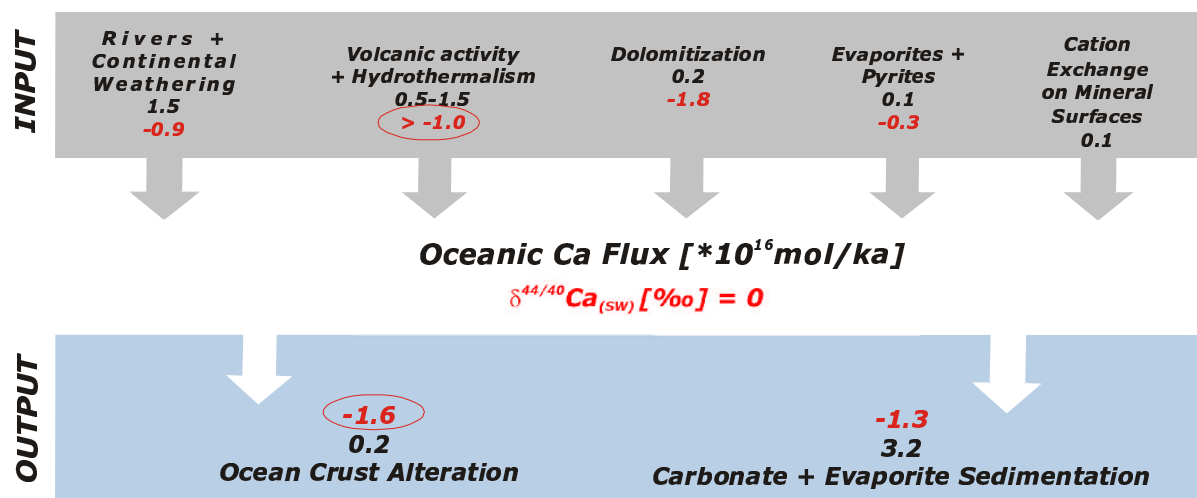 INPUT
Rivers +
Continental
Weathering
1.5
-0.9
Volcanic activity
+ Hydrothermalism
0.5-1.5
> -1.0
Dolomitization
0.2
-1.8
Evaporites +
Pyrites
0.1
-0.3
Cation
Exchange
on Mineral
Surfaces
0.1
Oceanic Ca Flux [*10¹⁶mol/ka]
δ⁴⁴/⁴⁰Ca(SW) [‰] = 0
OUTPUT
-1.6
0.2
Ocean Crust Alteration
-1.3
3.2
Carbonate + Evaporite Sedimentation